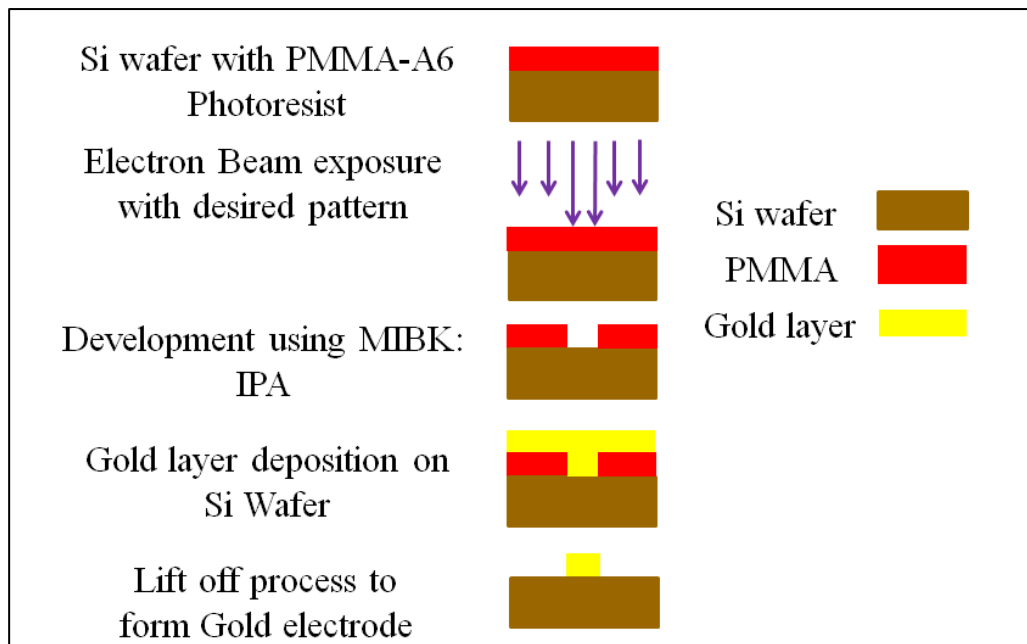 Si wafer with PMMA-A6
Photoresist
Electron Beam exposure
with desired pattern
Development using MIBK:
IPA
Gold layer deposition on
Si Wafer
Lift off process to
form Gold electrode
Si wafer
PMMA
Gold layer